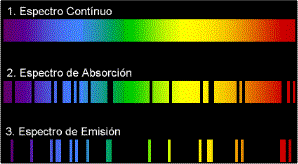 1. Espectro Contínuo
2. Espectro de Absorción
3. Espectro de Emisión